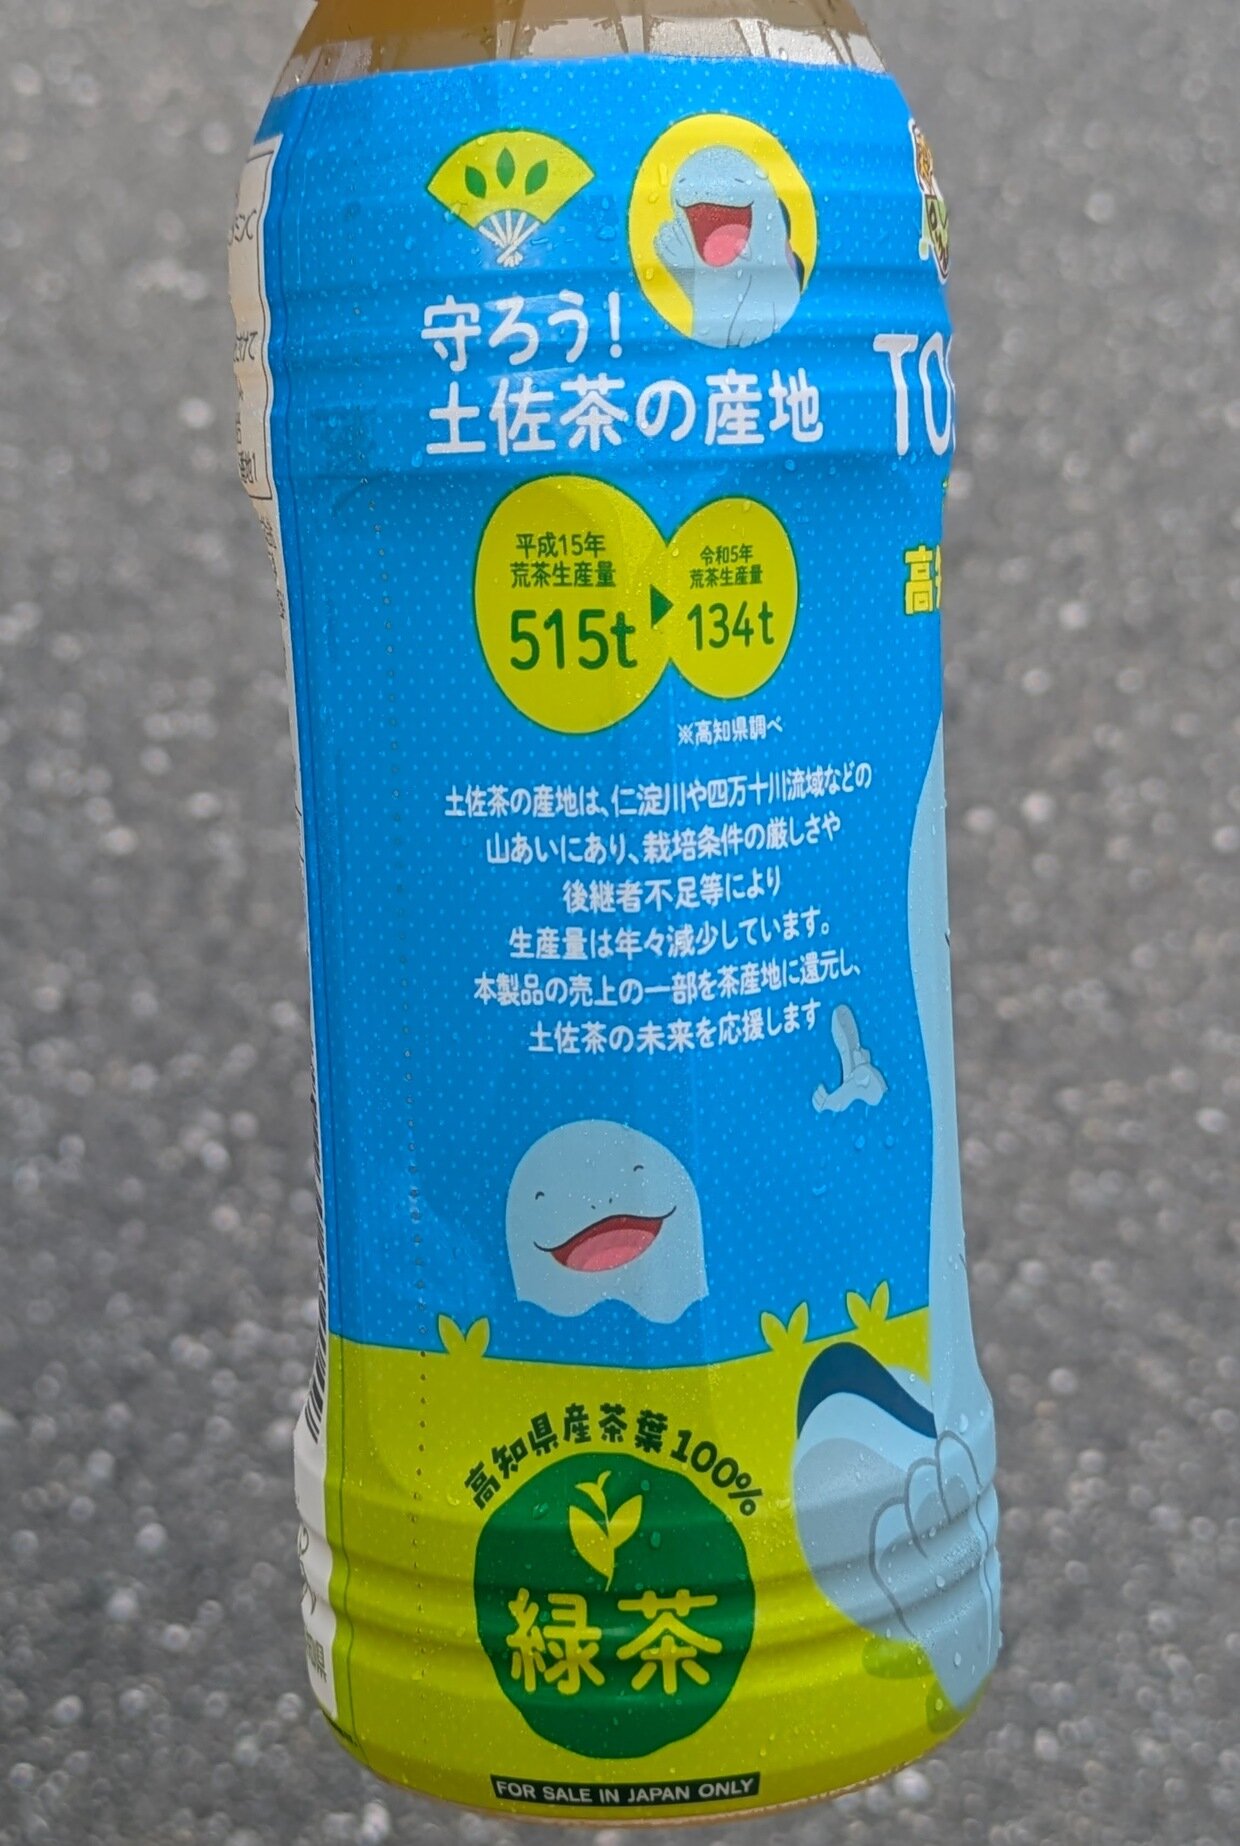 守ろう!
土佐茶の産地
平成15年
荒茶生産量
515t
令和5年
荒茶生産量
134t
※高知県調べ
土佐茶の産地は、仁淀川や四万十川流域などの
山あいにあり、栽培条件の厳しさや
後継者不足等により
生産量は年々減少しています。
本製品の売上の一部を茶産地に還元し、
土佐茶の未来を応援します
高知県産茶葉100%
緑茶
FOR SALE IN JAPAN ONLY
TO
高